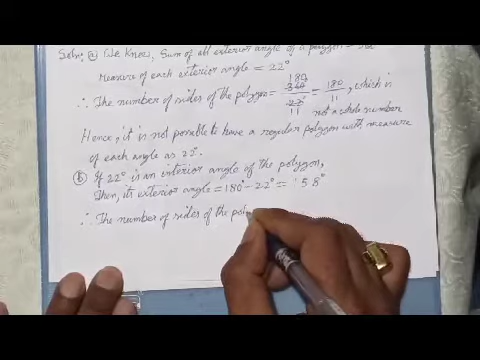 Soln: (a) We Know, Sum of all exterior angle of a polygon = 360°
Measure of each exterior angle = 22°
∴ The number of sides of the polygon = 360/22 180/11 = 180/11, which is
not a whole number
Hence, it is not possible to have a regular polygon with measure
of each angle as 22°.
(b) If 22° is an interior angle of the polygon,
Then, its exterior angle = 180° - 22° = 158°
∴ The number of sides of the poly